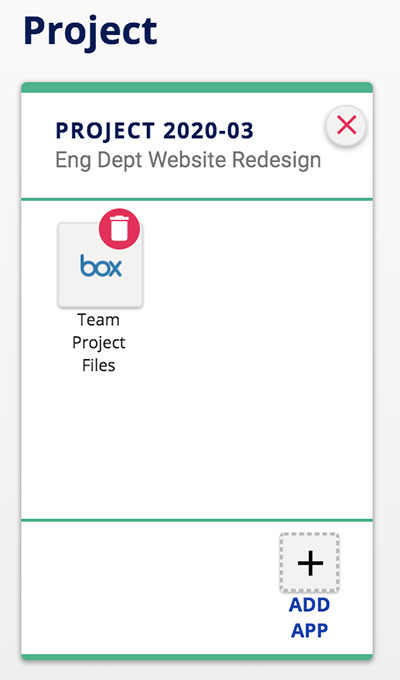 Project
PROJECT 2020-03
Eng Dept Website Redesign
box
Team
Project
Files
ADD
APP